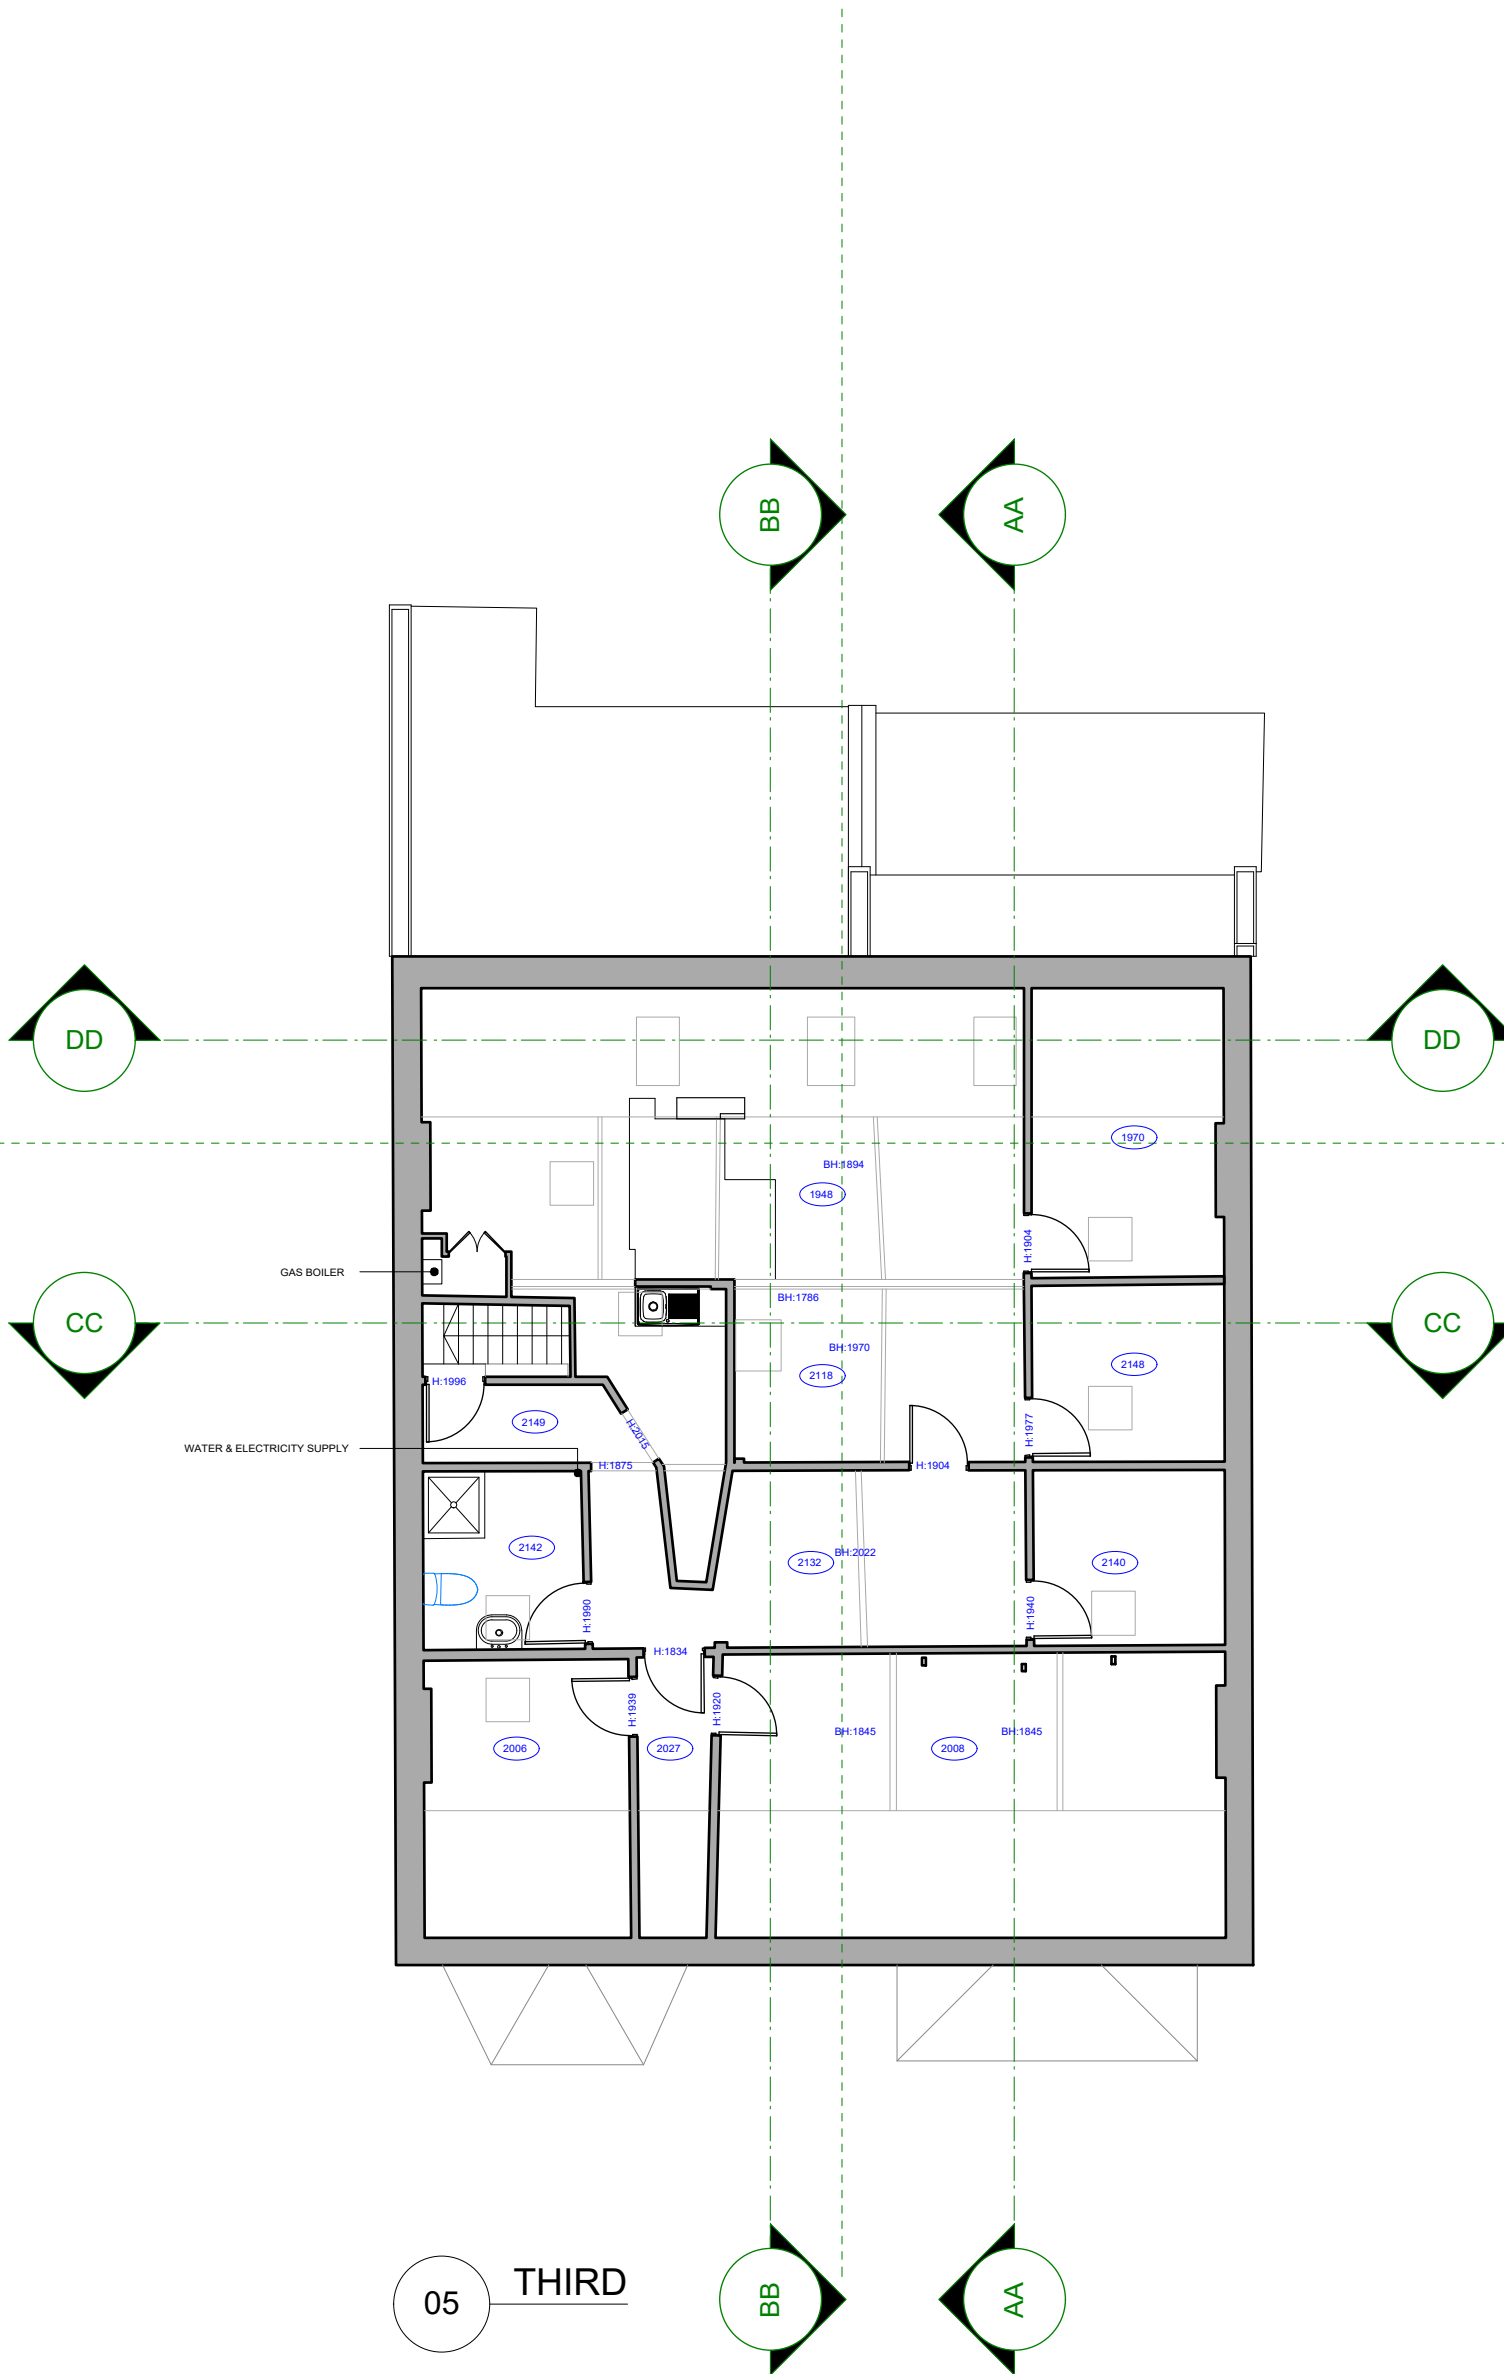 BB
AA
DD
DD
1970
BH:1894
1948
H:1904
GAS BOILER
BH:1786
CC
CC
BH:1970
2148
2118
H:1996
2149
H:2015
H:1977
WATER & ELECTRICITY SUPPLY
H:1875
H:1904
2142
BH:2022
2132
2140
H:1990
H:1940
H:1834
H:1939
H:1920
BH:1845
BH:1845
2006
2027
2008
THIRD
05
BB
AA